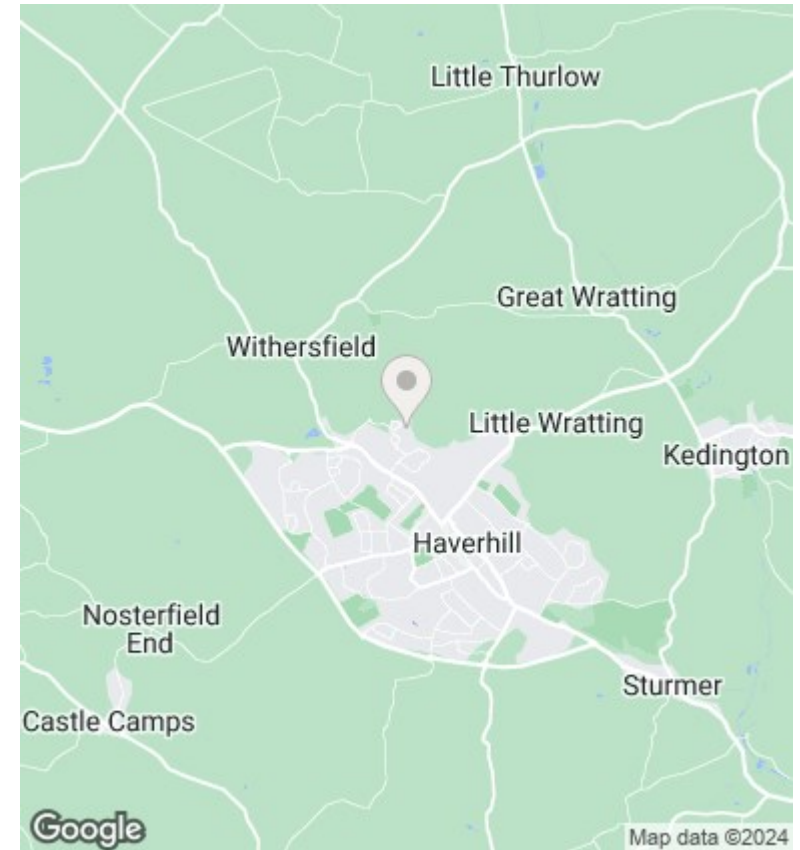 Little Thurlow
Great Wratting
Withersfield
Little Wratting
Kedington
Haverhill
Nosterfield
End
Sturmer
Castle Camps
Google
Map data ©2024